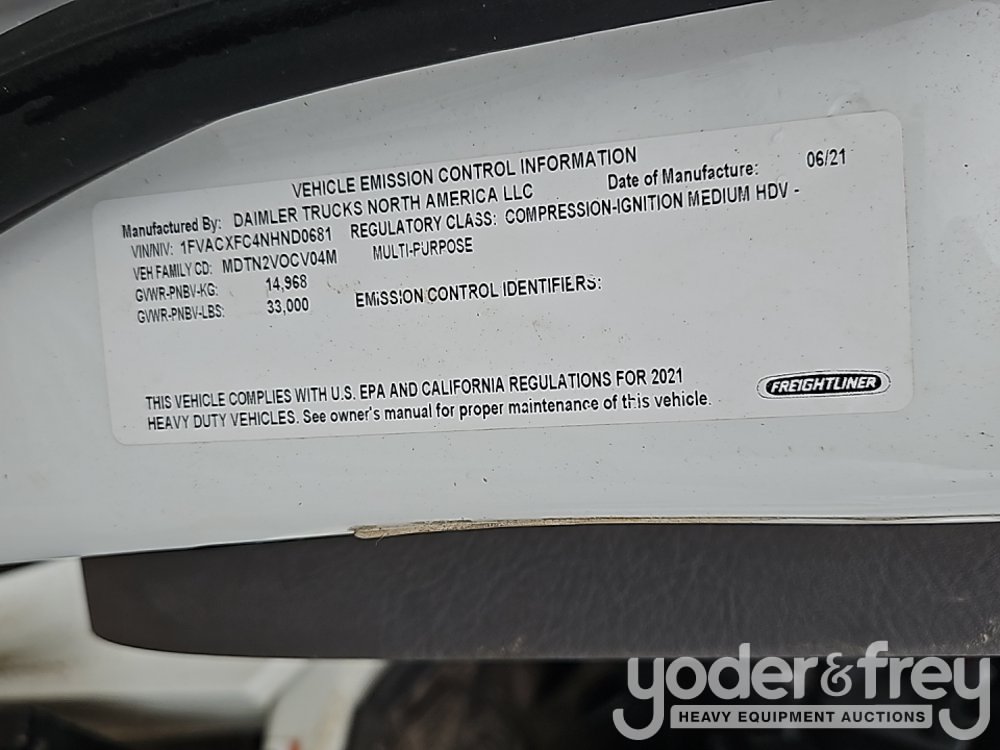 VEHICLE EMISSION CONTROL INFORMATION
Manufactured By: DAIMLER TRUCKS NORTH AMERICA LLC Date of Manufacture: 06/21
VIN/NIV: 1FVACXFC4NHND0681 REGULATORY CLASS: COMPRESSION-IGNITION MEDIUM HDV -
VEH FAMILY CD: MDTN2VOCV04M MULTI-PURPOSE
GVWR-PNBV-KG: 14,968
GVWR-PNBV-LBS: 33,000 EMISSION CONTROL IDENTIFIERS:
THIS VEHICLE COMPLIES WITH U.S. EPA AND CALIFORNIA REGULATIONS FOR 2021
HEAVY DUTY VEHICLES. See owner's manual for proper maintenance of this vehicle.
FREIGHTLINER
yoder&frey
HEAVY EQUIPMENT AUCTIONS